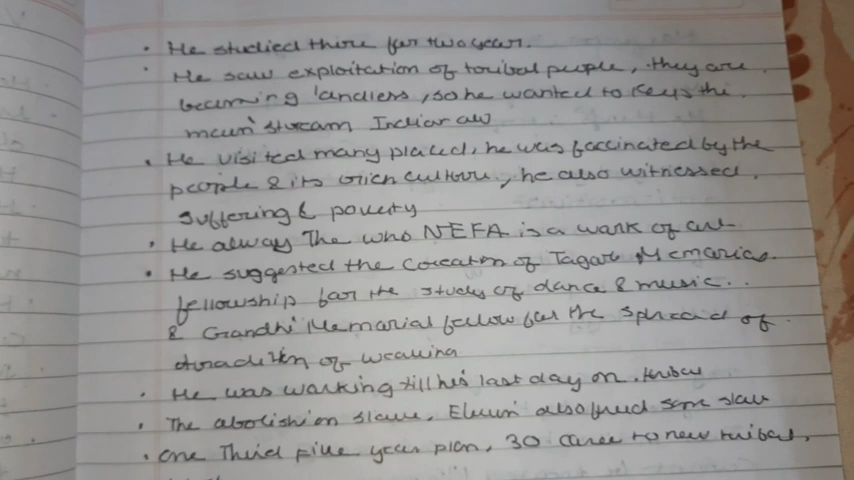 • He studied there for two year.
• He saw exploitation of tribal people, they are
becoming landless, so he wanted to keep the
main stream Indian law
• He visited many placed, he was faccinated by the
people & its rich culture, he also witnessed.
suffering & poverty
• He always the who NEFA is a work of art
• He suggested the creation of Tagore Memorial
fellowship for the study of dance & music..
& Gandhi Memorial fellow for the spread of
tradition of weaving
• He was working till his last day on. tribal
• The abolish on slave. Elwin also freed some slave
• One Third five year plan, 30 to new tribal.